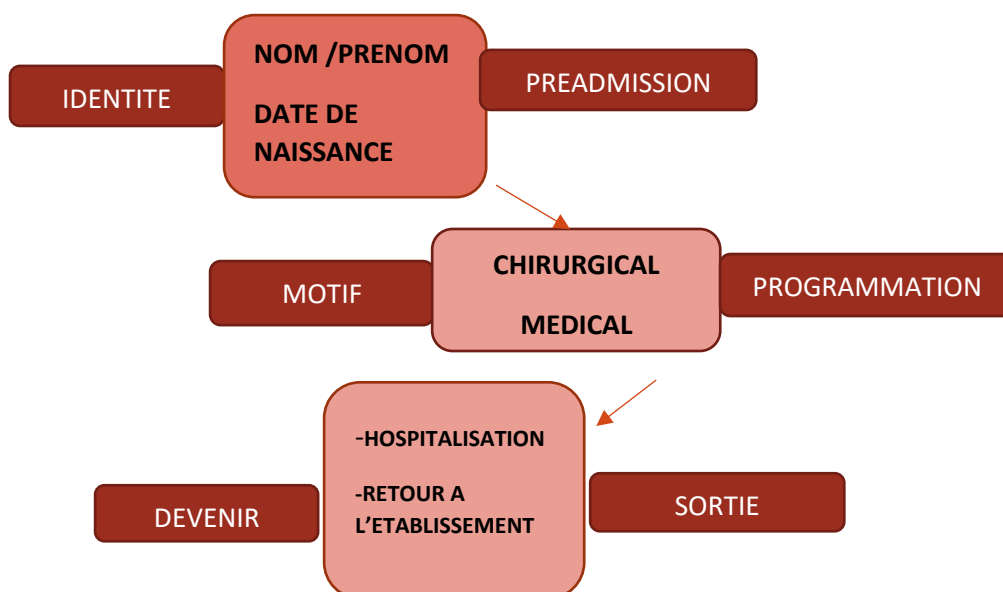 IDENTITE
NOM /PRENOM
DATE DE
NAISSANCE
PREADMISSION
MOTIF
CHIRURGICAL
MEDICAL
PROGRAMMATION
DEVENIR
-HOSPITALISATION
-RETOUR A
L’ETABLISSEMENT
SORTIE